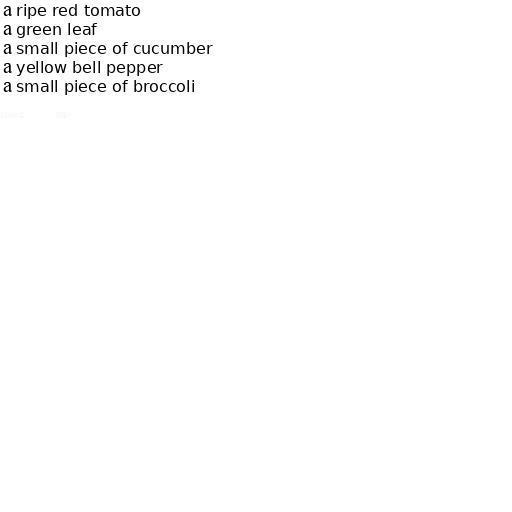 a ripe red tomato
a green leaf
a small piece of cucumber
a yellow bell pepper
a small piece of broccoli